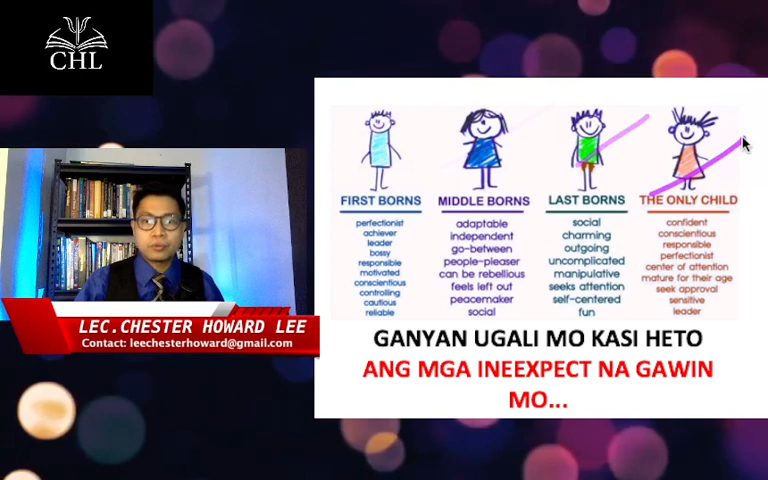 CHL
LEC.CHESTER HOWARD LEE
Contact: leechesterhoward@gmail.com
FIRST BORNS
perfectionist
achiever
leader
bossy
responsible
motivated
conscientious
controlling
cautious
reliable
MIDDLE BORNS
adaptable
independent
go-between
people-pleaser
can be rebellious
feels left out
peacemaker
social
LAST BORNS
social
charming
outgoing
uncomplicated
manipulative
seeks attention
self-centered
fun
THE ONLY CHILD
confident
conscientious
responsible
perfectionist
center of attention
mature for their age
seek approval
sensitive
leader
GANYAN UGALI MO KASI HETO
ANG MGA INEEXPECT NA GAWIN
MO...